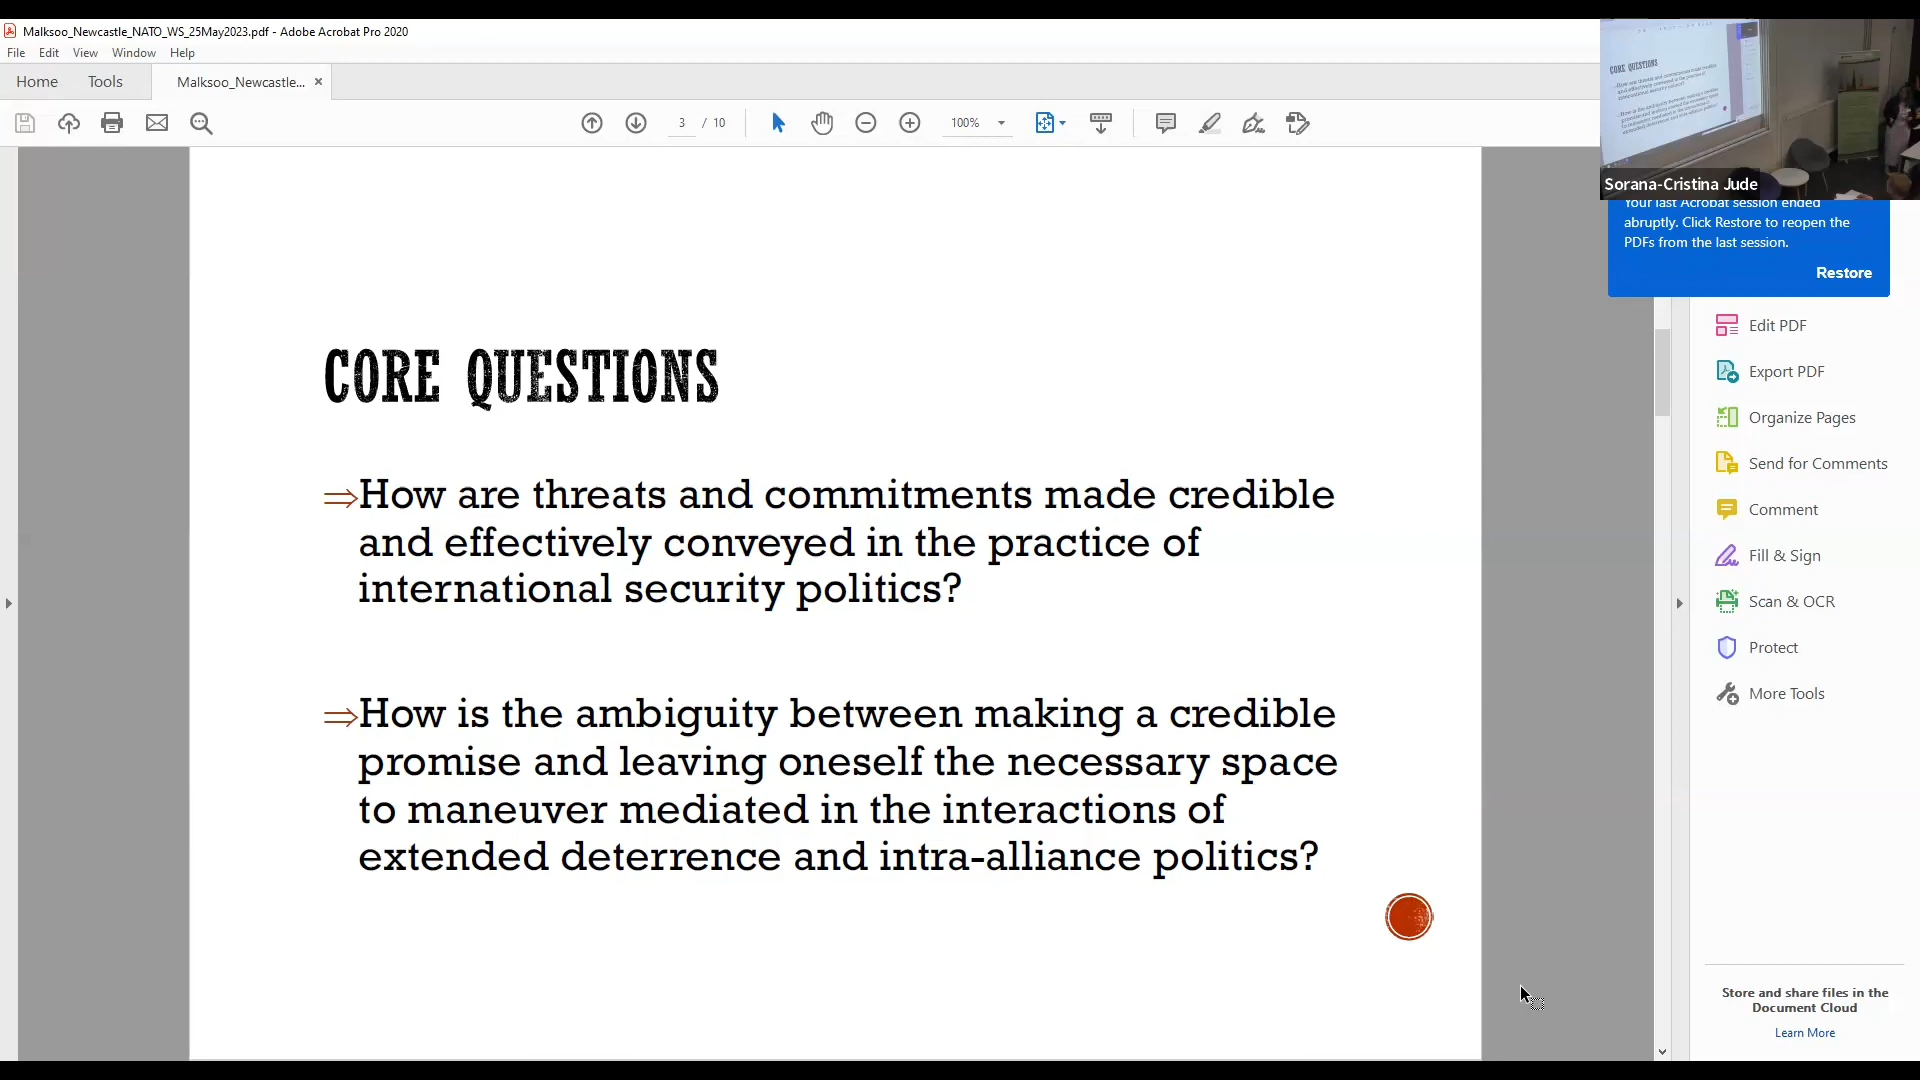 Malksoo_Newcastle_NATO_WS_25May2023.pdf - Adobe Acrobat Pro 2020
File Edit View Window Help
Home Tools Malksoo_Newcastle... ×
3 / 10 100%
CORE QUESTIONS
Sorana-Cristina Jude
Your last Acrobat session ended
abruptly. Click Restore to reopen the
PDFs from the last session.
Restore
CORE QUESTIONS
⇒How are threats and commitments made credible
and effectively conveyed in the practice of
international security politics?
⇒How is the ambiguity between making a credible
promise and leaving oneself the necessary space
to maneuver mediated in the interactions of
extended deterrence and intra-alliance politics?
Edit PDF
Export PDF
Organize Pages
Send for Comments
Comment
Fill & Sign
Scan & OCR
Protect
More Tools
Store and share files in the
Document Cloud
Learn More